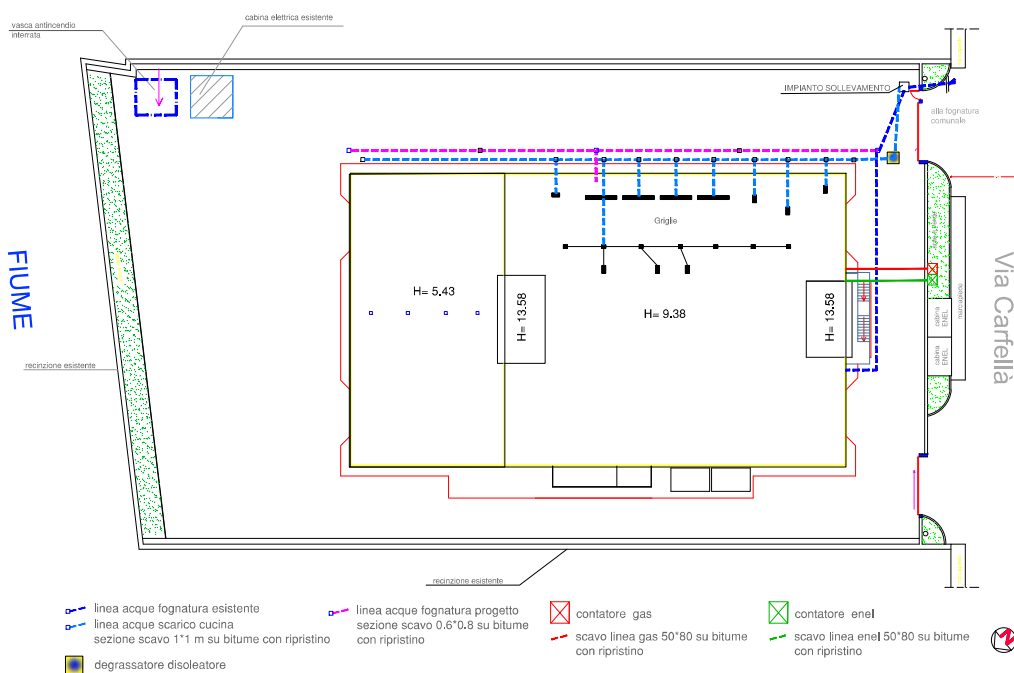 cabina elettrica esistente
vasca antincendio
interrata
IMPIANTO SOLLEVAMENTO
alla fognatura
comunale
Griglie
FIUME
H= 5.43
H= 13.58
H= 9.38
H= 13.58
cabina
ENEL
cabina
ENEL
marciapiede
Via Carfellà
recinzione esistente
recinzione esistente
linea acque fognatura esistente
linea acque scarico cucina
sezione scavo 1*1 m su bitume con ripristino
degrassatore disoleatore
linea acque fognatura progetto
sezione scavo 0.6*0.8 su bitume
con ripristino
contatore gas
scavo linea gas 50*80 su bitume
con ripristino
contatore enel
scavo linea enel 50*80 su bitume
con ripristino